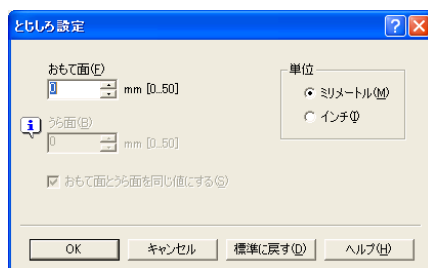 とじしろ設定
おもて面(F)
0 mm [0..50]
うら面(B)
0 mm [0..50]
おもて面とうら面を同じ値にする(S)
単位
ミリメートル(M)
インチ(I)
OK キャンセル 標準に戻す(D) ヘルプ(H)